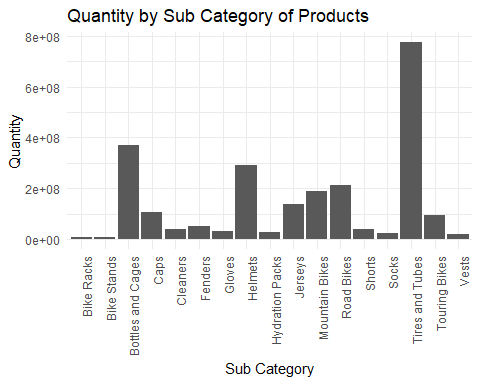 Quantity by Sub Category of Products
Quantity
8e+08
6e+08
4e+08
2e+08
0e+00
Bike Racks
Bike Stands
Bottles and Cages
Caps
Cleaners
Fenders
Gloves
Helmets
Hydration Packs
Jerseys
Mountain Bikes
Road Bikes
Shorts
Socks
Tires and Tubes
Touring Bikes
Vests
Sub Category